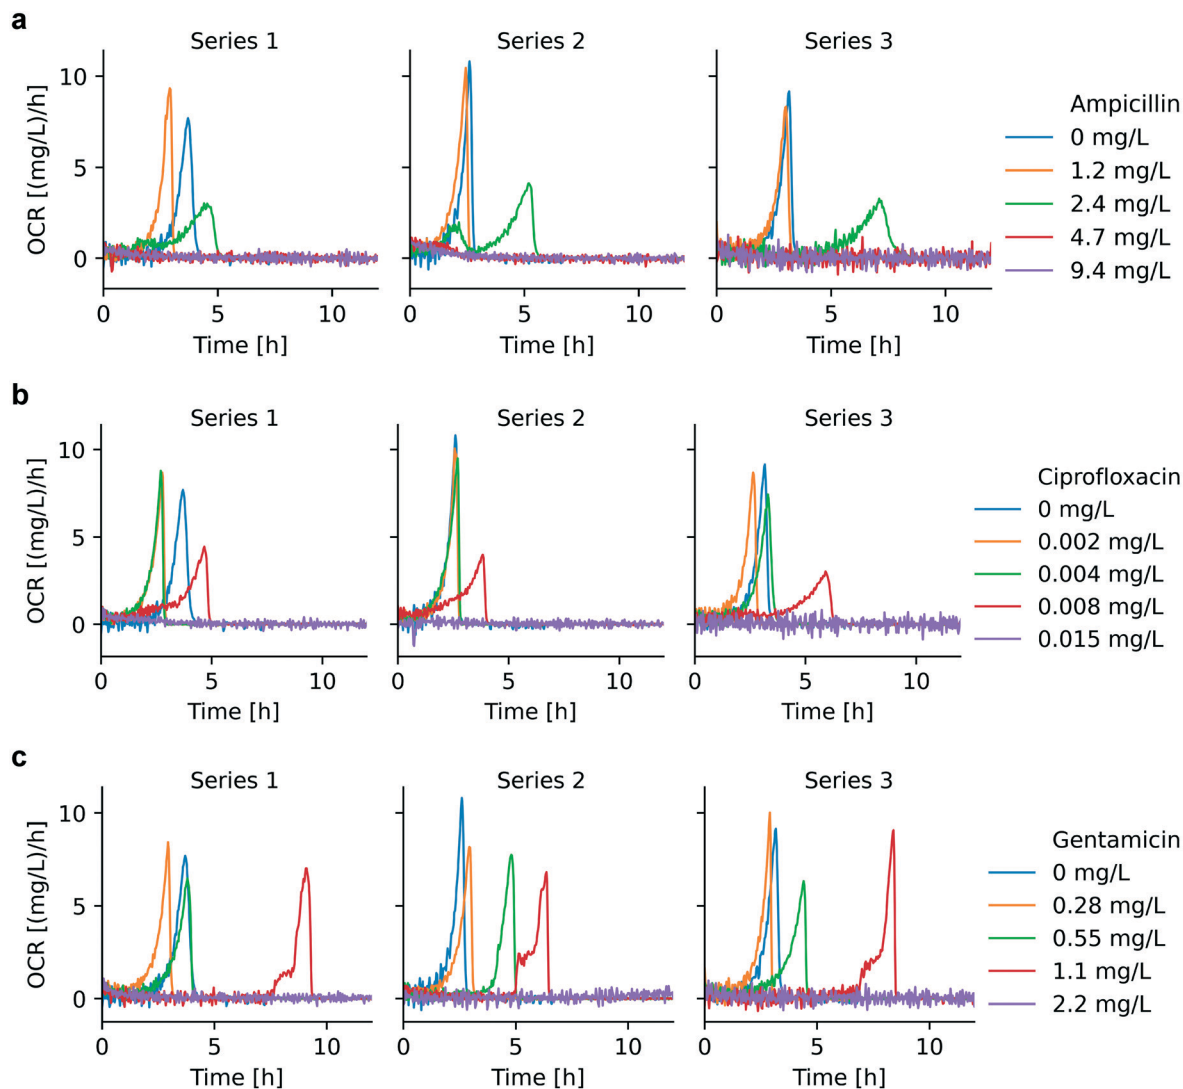 a
Series 1
Series 2
Series 3
OCR [(mg/L)/h]
10
5
0
0 5 10
0 5 10
0 5 10
Time [h]
Time [h]
Time [h]
Ampicillin
0 mg/L
1.2 mg/L
2.4 mg/L
4.7 mg/L
9.4 mg/L
b
Series 1
Series 2
Series 3
OCR [(mg/L)/h]
10
5
0
0 5 10
0 5 10
0 5 10
Time [h]
Time [h]
Time [h]
Ciprofloxacin
0 mg/L
0.002 mg/L
0.004 mg/L
0.008 mg/L
0.015 mg/L
c
Series 1
Series 2
Series 3
OCR [(mg/L)/h]
10
5
0
0 5 10
0 5 10
0 5 10
Time [h]
Time [h]
Time [h]
Gentamicin
0 mg/L
0.28 mg/L
0.55 mg/L
1.1 mg/L
2.2 mg/L